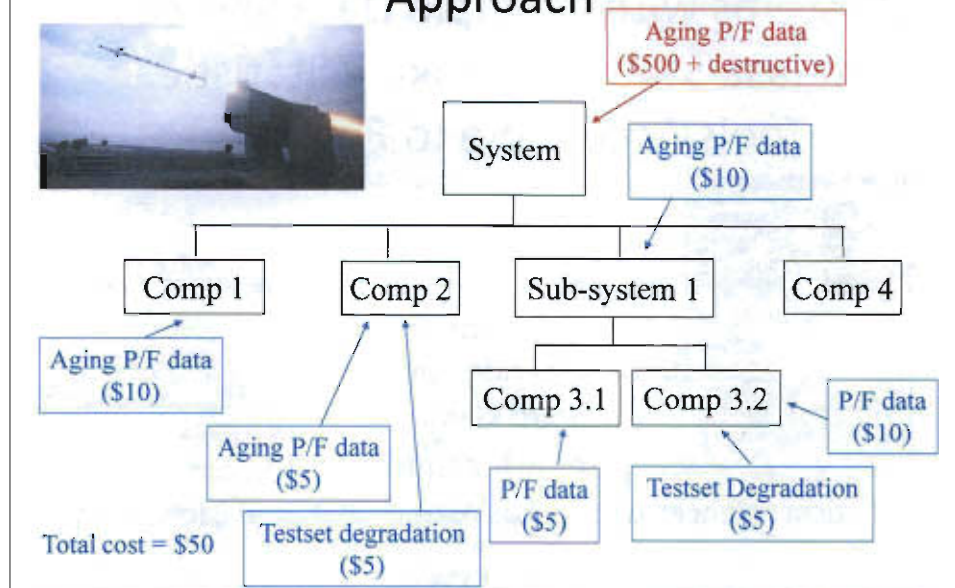 Approach
Aging P/F data
($500 + destructive)
System
Aging P/F data
($10)
Comp 1
Comp 2
Sub-system 1
Comp 4
Aging P/F data
($10)
Comp 3.1
Comp 3.2
P/F data
($10)
Aging P/F data
($5)
P/F data
($5)
Testset Degradation
($5)
Total cost = $50
Testset degradation
($5)